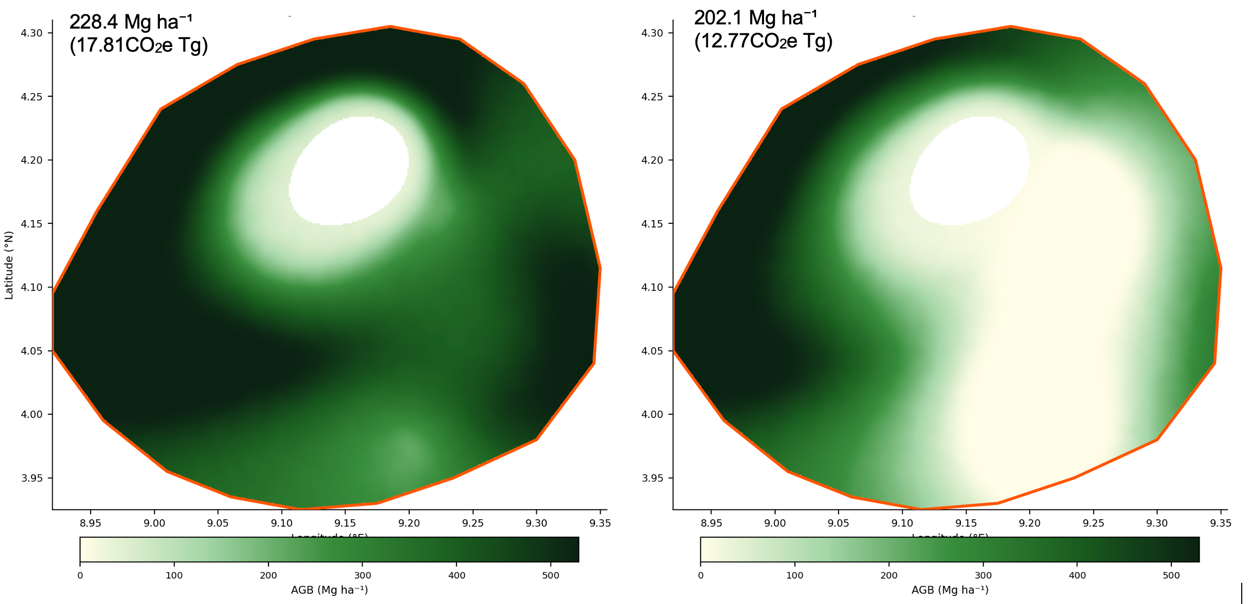 228.4 Mg ha⁻¹
(17.81CO₂e Tg)
202.1 Mg ha⁻¹
(12.77CO₂e Tg)
4.30
4.25
4.20
4.15
4.10
4.05
4.00
3.95
Latitude (°N)
8.95 9.00 9.05 9.10 9.15 9.20 9.25 9.30 9.35
Longitude (°E)
0 100 200 300 400 500
AGB (Mg ha⁻¹)
4.30
4.25
4.20
4.15
4.10
4.05
4.00
3.95
8.95 9.00 9.05 9.10 9.15 9.20 9.25 9.30 9.35
Longitude (°E)
0 100 200 300 400 500
AGB (Mg ha⁻¹)